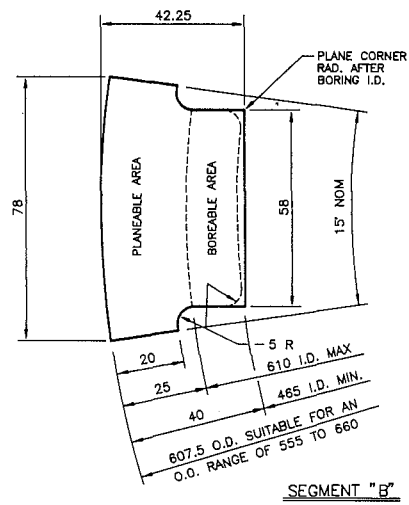 42.25
PLANE CORNER
RAD. AFTER
BORING I.D.
78
PLANEABLE AREA
BOREABLE AREA
58
15' NOM
5 R
20
610 I.D. MAX
25
465 I.D. MIN.
40
607.5 O.D. SUITABLE FOR AN
O.D. RANGE OF 555 TO 660
SEGMENT "B"